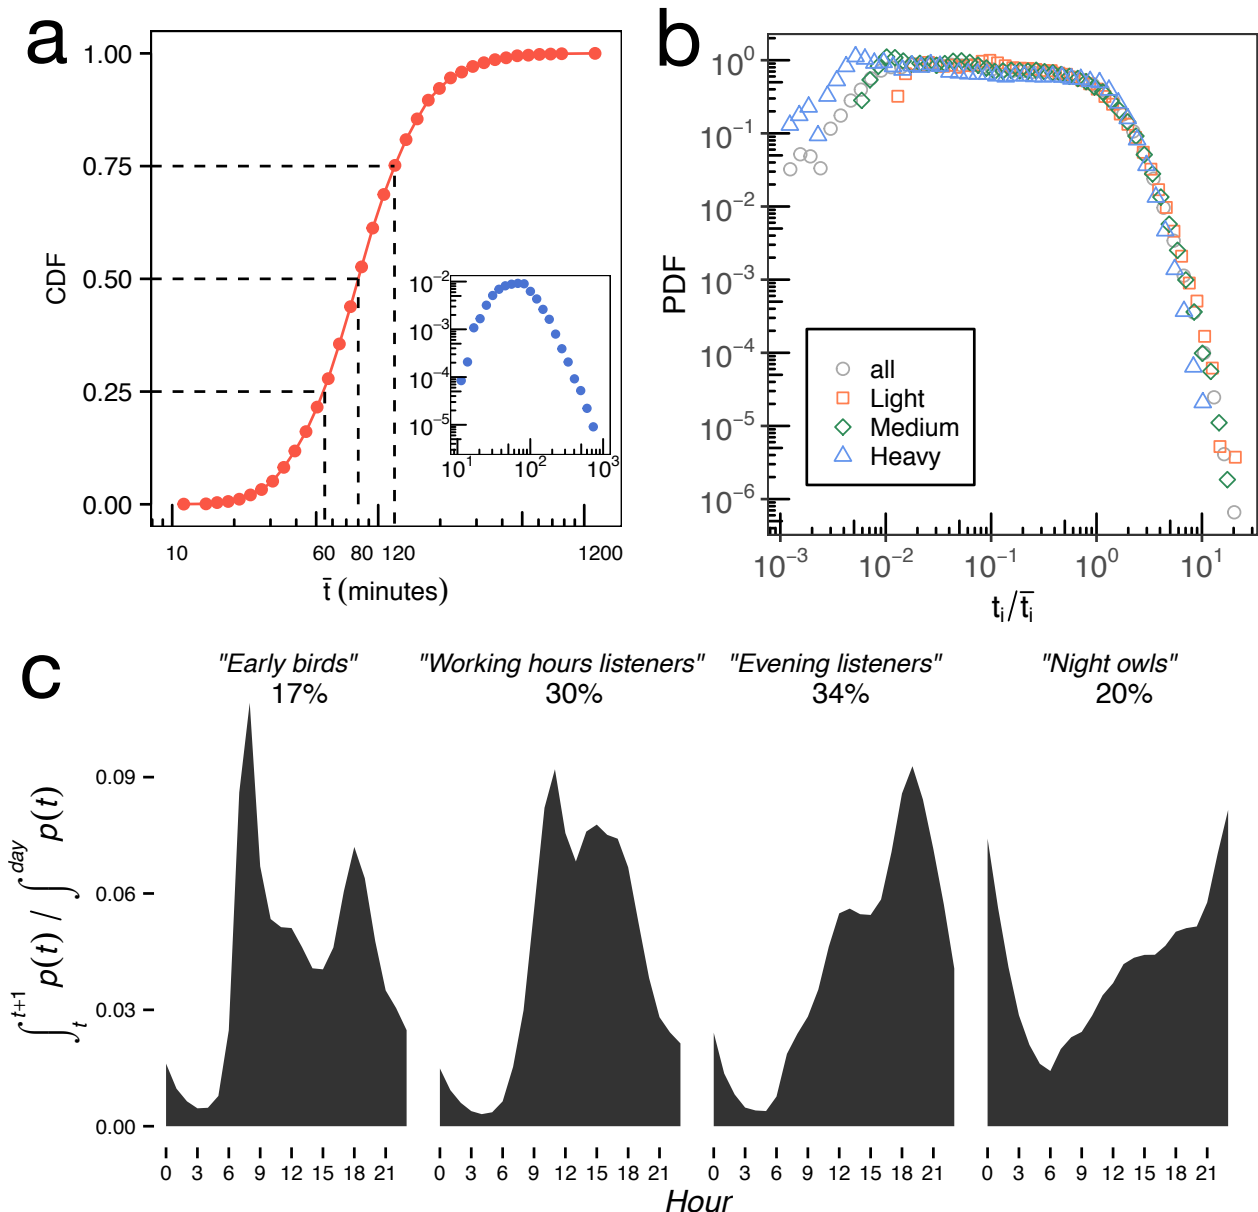 a
1.00
0.75
0.50
0.25
0.00
CDF
10 60 80 120 1200
t̄ (minutes)
10⁻²
10⁻³
10⁻⁴
10⁻⁵
10¹ 10² 10³
b
10⁰
10⁻¹
10⁻²
10⁻³
10⁻⁴
10⁻⁵
10⁻⁶
PDF
all
Light
Medium
Heavy
10⁻³ 10⁻² 10⁻¹ 10⁰ 10¹
tᵢ/t̄ᵢ
c
"Early birds" "Working hours listeners" "Evening listeners" "Night owls"
17% 30% 34% 20%
0.09
0.06
0.03
0.00
∫ₜᵗ⁺¹ p(t) / ∫ᵈᵃʸ p(t)
0 3 6 9 12 15 18 21 0 3 6 9 12 15 18 21 0 3 6 9 12 15 18 21 0 3 6 9 12 15 18 21
Hour